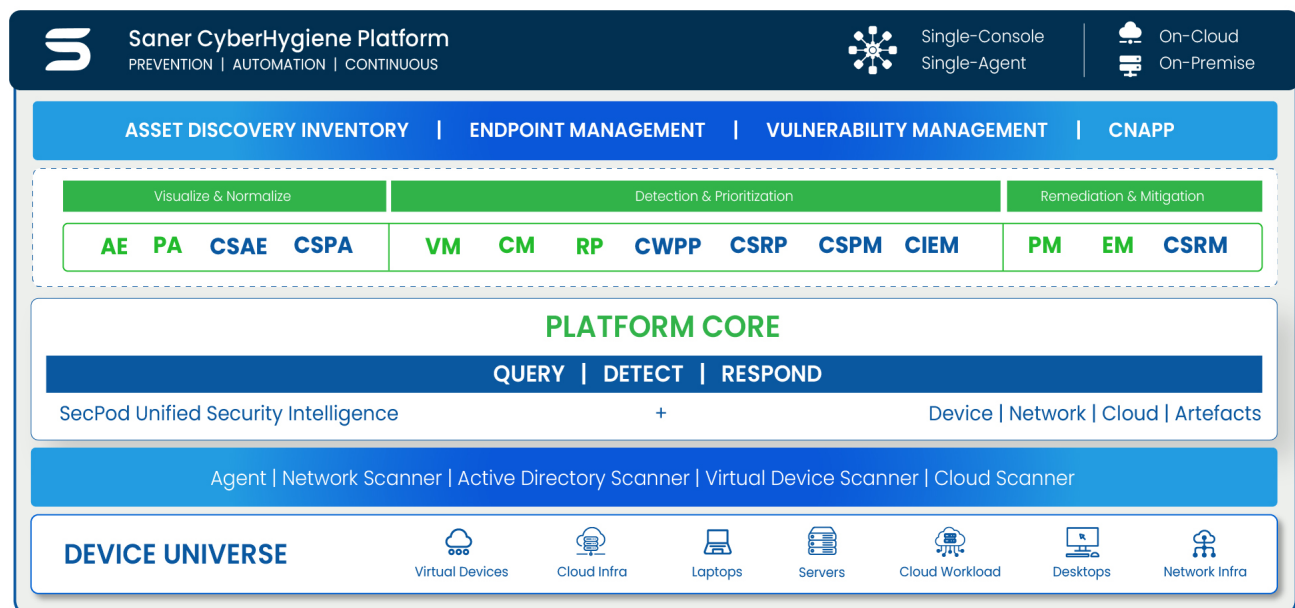 Saner CyberHygiene Platform
PREVENTION | AUTOMATION | CONTINUOUS
Single-Console
Single-Agent
On-Cloud
On-Premise
ASSET DISCOVERY INVENTORY | ENDPOINT MANAGEMENT | VULNERABILITY MANAGEMENT | CNAPP
Visualize & Normalize
Detection & Prioritization
Remediation & Mitigation
AE PA CSAE CSPA VM CM RP CWPP CSRP CSPM CIEM PM EM CSRM
PLATFORM CORE
QUERY | DETECT | RESPOND
SecPod Unified Security Intelligence + Device | Network | Cloud | Artefacts
Agent | Network Scanner | Active Directory Scanner | Virtual Device Scanner | Cloud Scanner
DEVICE UNIVERSE
Virtual Devices
Cloud Infra
Laptops
Servers
Cloud Workload
Desktops
Network Infra